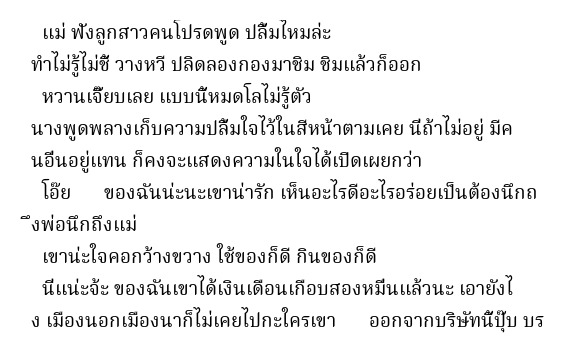 แม่ ฟังลูกสาวคนโปรดพูด ปลื้มไหมล่ะ
ทำไม่รู้ไม่ชี้ วางหวี ปลิดลองกองมาชิม ชิมแล้วก็ออก
หวานเจี๊ยบเลย แบบนี้หมดโลไม่รู้ตัว
นางพูดพลางเก็บความปลื้มใจไว้ในสีหน้าตามเคย นี่ถ้าไม่อยู่ มีค
นอื่นอยู่แทน ก็คงจะแสดงความในใจได้เปิดเผยกว่า
โอ๊ย ของฉันน่ะนะเขาน่ารัก เห็นอะไรดีอะไรอร่อยเป็นต้องนึกถ
ึงพ่อนึกถึงแม่
เขาน่ะใจคอกว้างขวาง ใช้ของก็ดี กินของก็ดี
นี่แน่ะจ้ะ ของฉันเขาได้เงินเดือนเกือบสองหมื่นแล้วนะ เอายังไ
ง เมืองนอกเมืองนาก็ไม่เคยไปกะใครเขา ออกจากบริษัทนี้ปุ๊บ บร